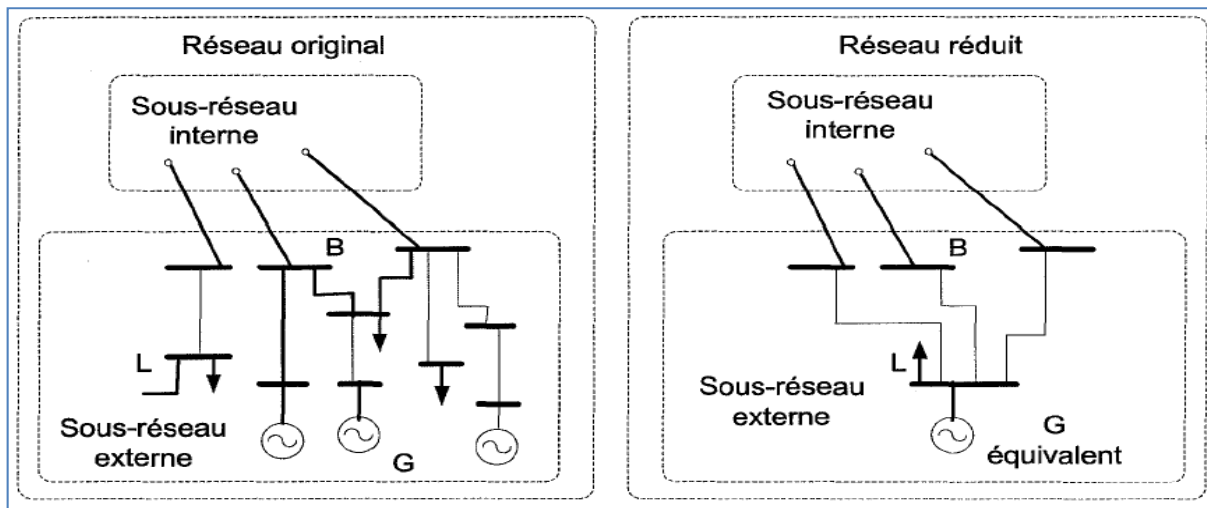 Réseau original
Sous-réseau
interne
B
L
Sous-réseau
externe
G
Réseau réduit
Sous-réseau
interne
B
L
Sous-réseau
externe
G
équivalent